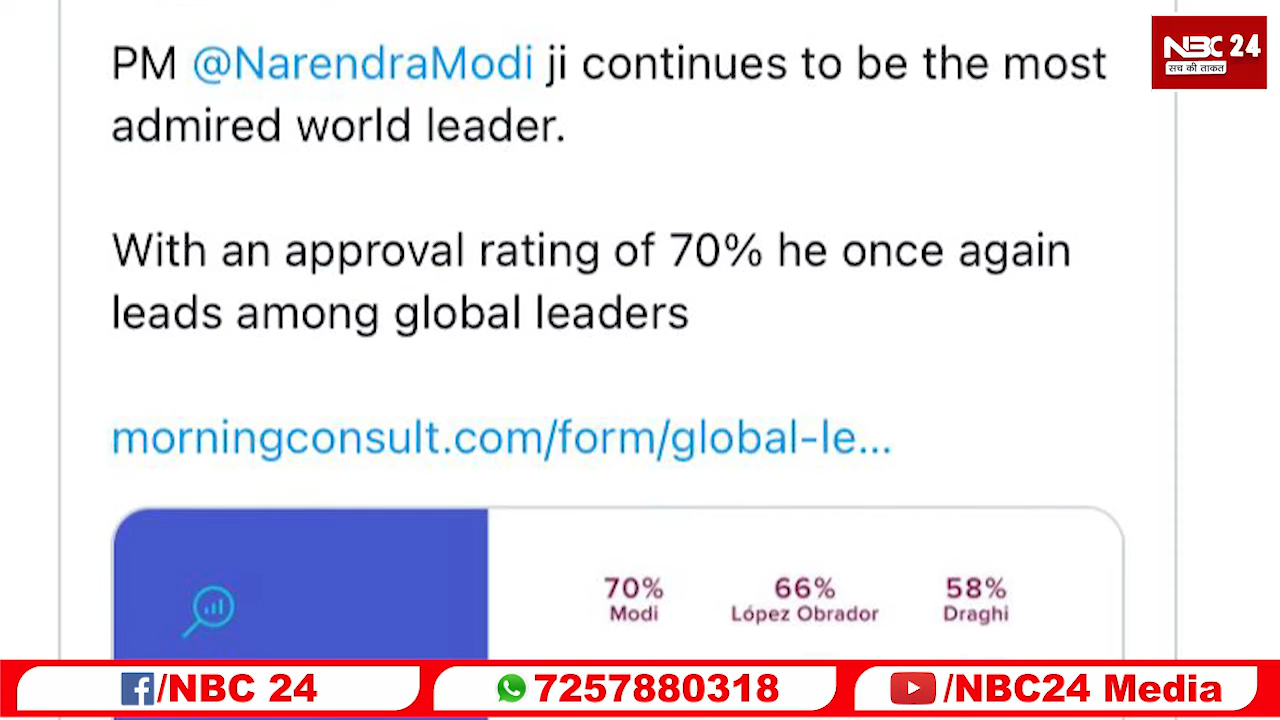 PM @NarendraModi ji continues to be the most
admired world leader.
With an approval rating of 70% he once again
leads among global leaders
morningconsult.com/form/global-le...
70% 66% 58%
Modi López Obrador Draghi
NBC 24
सच की ताकत
/NBC 24 7257880318 /NBC24 Media